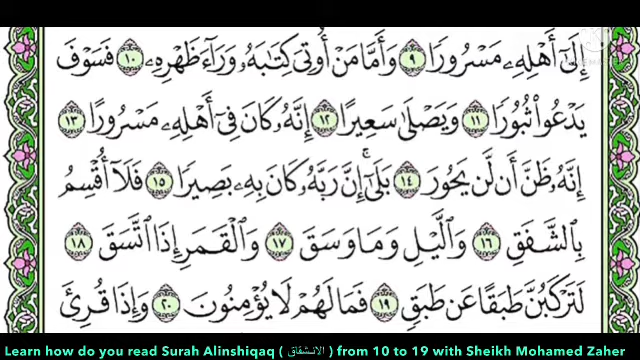 إِلَىٰٓ أَهْلِهِۦ مَسْرُورًا ٩ وَأَمَّا مَنْ أُوتِىَ كِتَٰبَهُۥ وَرَآءَ ظَهْرِهِۦ ١٠ فَسَوْفَ
يَدْعُوا۟ ثُبُورًا ١١ وَيَصْلَىٰ سَعِيرًا ١٢ إِنَّهُۥ كَانَ فِىٓ أَهْلِهِۦ مَسْرُورًا ١٣
إِنَّهُۥ ظَنَّ أَن لَّن يَحُورَ ١٤ بَلَىٰٓ ۚ إِنَّ رَبَّهُۥ كَانَ بِهِۦ بَصِيرًا ١٥ فَلَآ أُقْسِمُ
بِٱلشَّفَقِ ١٦ وَٱلَّيْلِ وَمَا وَسَقَ ١٧ وَٱلْقَمَرِ إِذَا ٱتَّسَقَ ١٨
لَتَرْكَبُنَّ طَبَقًا عَن طَبَقٍ ١٩ فَمَا لَهُمْ لَا يُؤْمِنُونَ ٢٠ وَإِذَا قُرِئَ
Learn how do you read Surah Alinshiqaq ( الانشقاق ) from 10 to 19 with Sheikh Mohamed Zaher